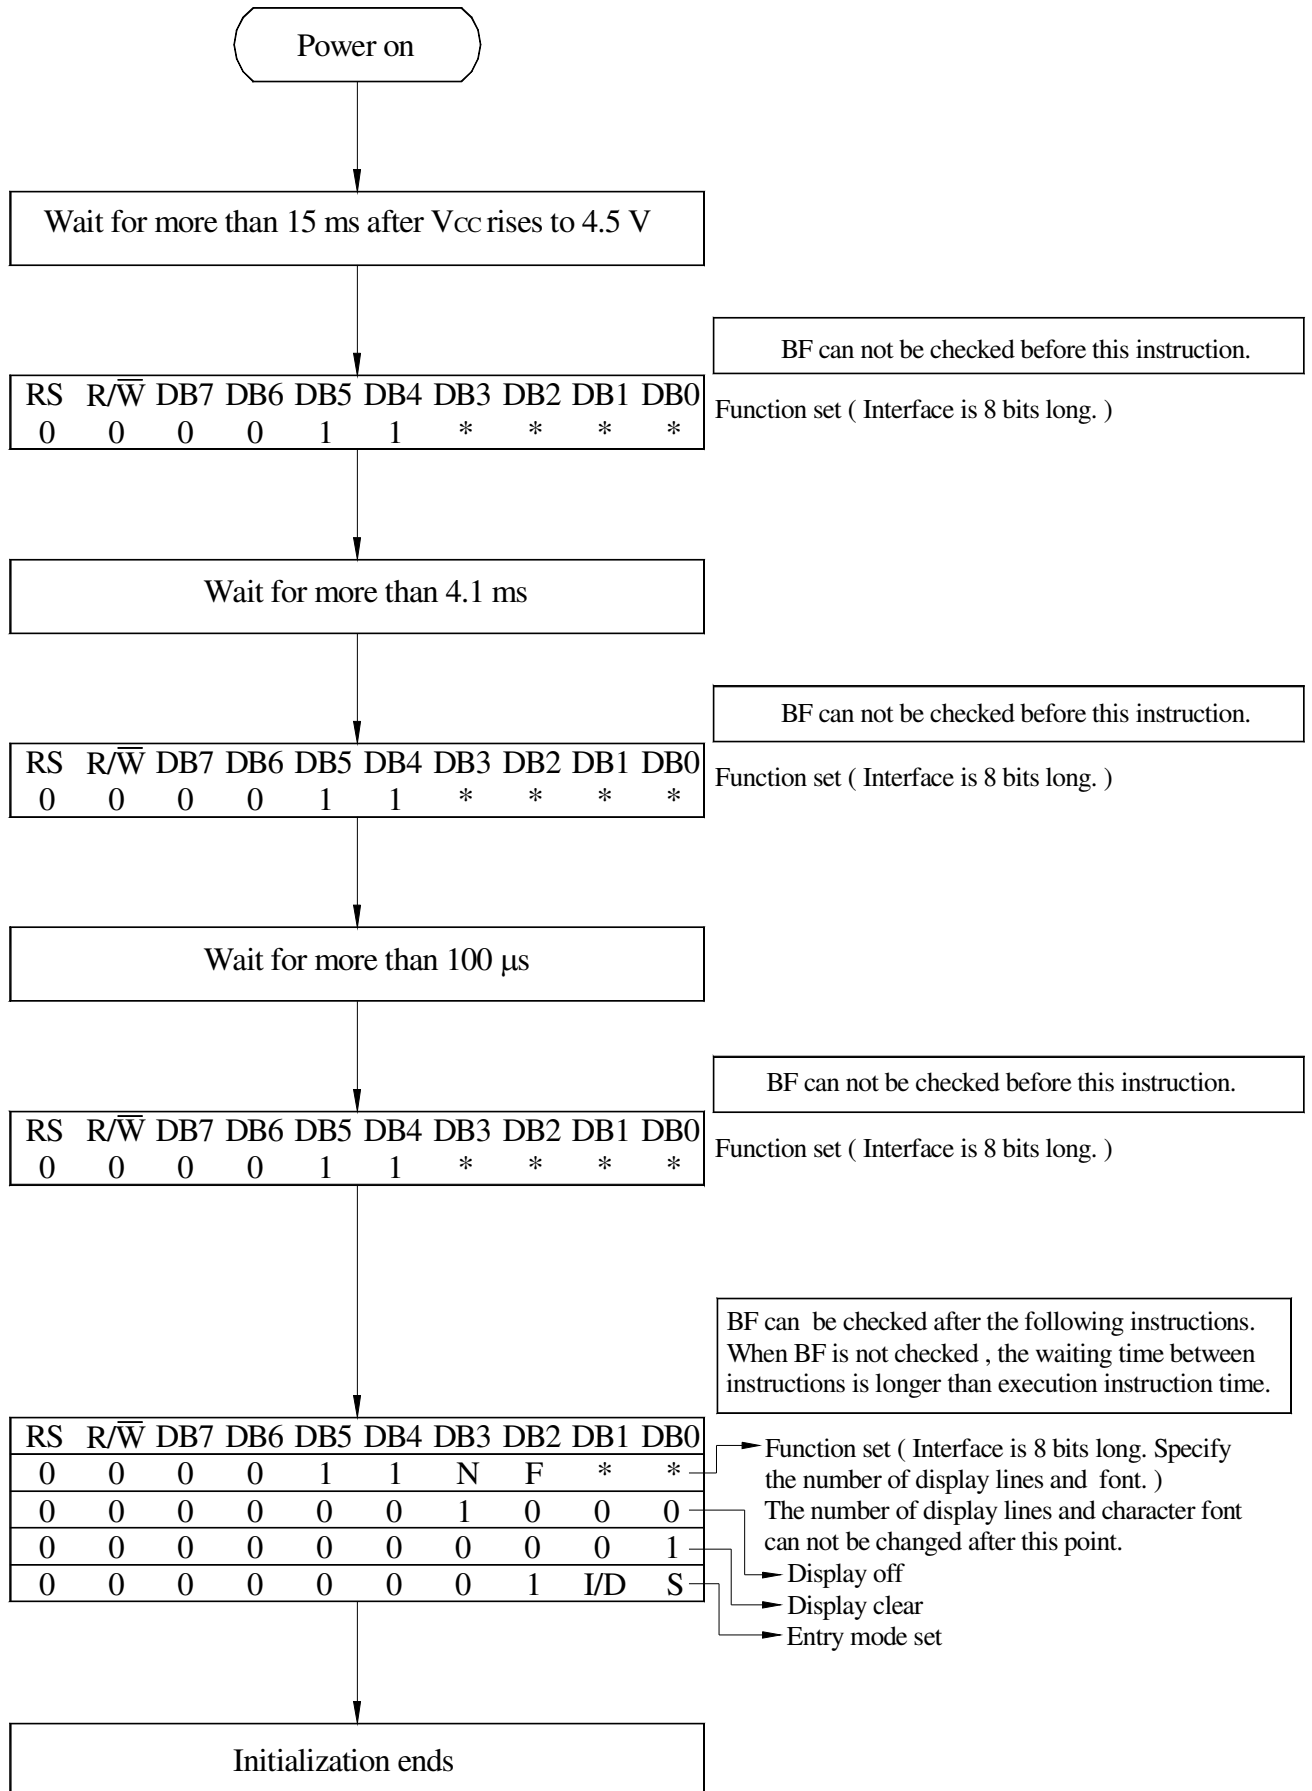 Power on
Wait for more than 15 ms after VCC rises to 4.5 V
BF can not be checked before this instruction.
RS R/W̅ DB7 DB6 DB5 DB4 DB3 DB2 DB1 DB0
0 0 0 0 1 1 * * * *
Function set ( Interface is 8 bits long. )
Wait for more than 4.1 ms
BF can not be checked before this instruction.
RS R/W̅ DB7 DB6 DB5 DB4 DB3 DB2 DB1 DB0
0 0 0 0 1 1 * * * *
Function set ( Interface is 8 bits long. )
Wait for more than 100 μs
BF can not be checked before this instruction.
RS R/W̅ DB7 DB6 DB5 DB4 DB3 DB2 DB1 DB0
0 0 0 0 1 1 * * * *
Function set ( Interface is 8 bits long. )
BF can be checked after the following instructions.
When BF is not checked , the waiting time between
instructions is longer than execution instruction time.
RS R/W̅ DB7 DB6 DB5 DB4 DB3 DB2 DB1 DB0
0 0 0 0 1 1 N F * *
0 0 0 0 0 0 1 0 0 0
0 0 0 0 0 0 0 0 0 1
0 0 0 0 0 0 0 1 I/D S
Function set ( Interface is 8 bits long. Specify
the number of display lines and font. )
The number of display lines and character font
can not be changed after this point.
Display off
Display clear
Entry mode set
Initialization ends